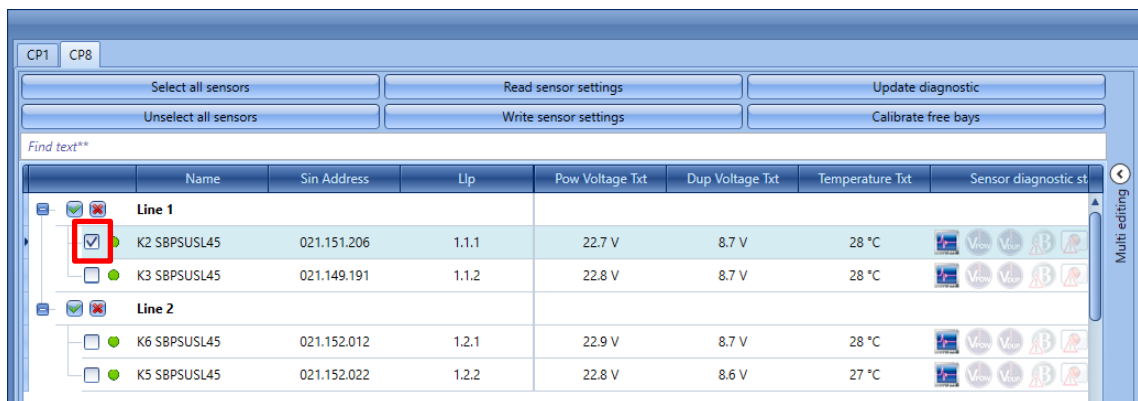 CP1 CP8
Select all sensors Read sensor settings Update diagnostic
Unselect all sensors Write sensor settings Calibrate free bays
Find text**
Name Sin Address Llp Pow Voltage Txt Dup Voltage Txt Temperature Txt Sensor diagnostic st
Multi editing
Line 1
K2 SBPSUSL45 021.151.206 1.1.1 22.7 V 8.7 V 28 °C
K3 SBPSUSL45 021.149.191 1.1.2 22.8 V 8.7 V 28 °C
Line 2
K6 SBPSUSL45 021.152.012 1.2.1 22.9 V 8.7 V 28 °C
K5 SBPSUSL45 021.152.022 1.2.2 22.8 V 8.6 V 27 °C